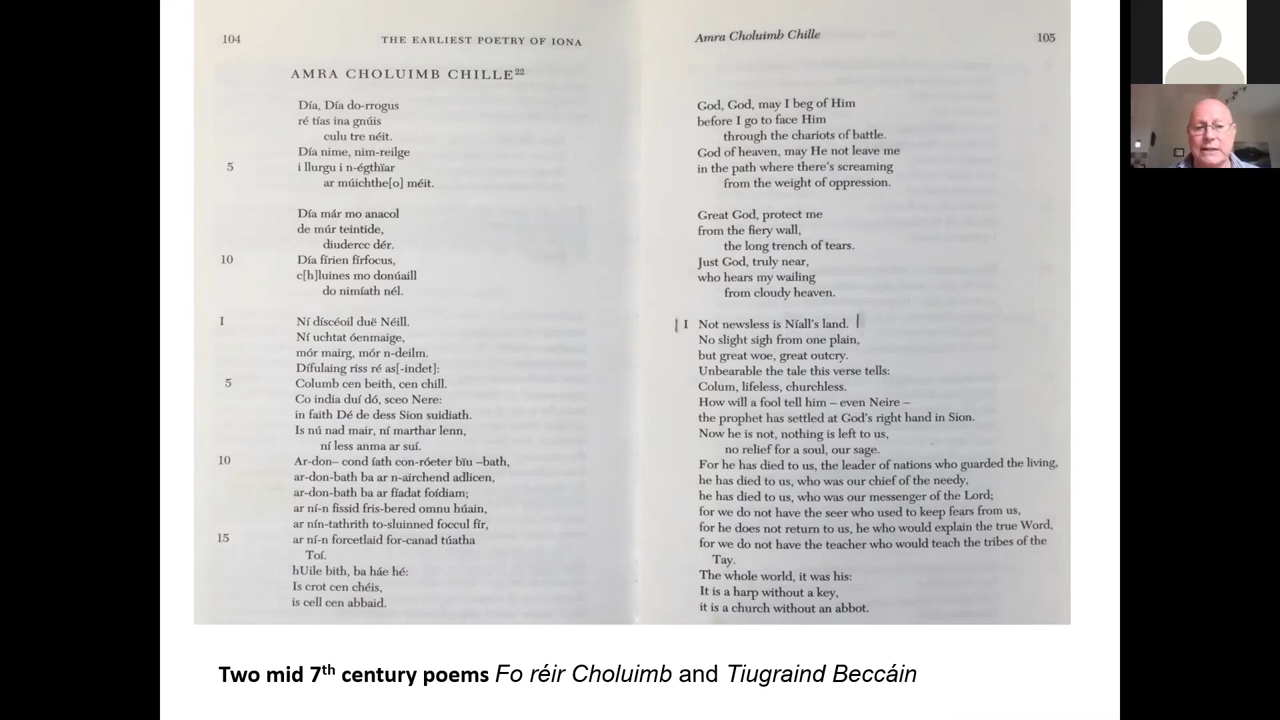 104
THE EARLIEST POETRY OF IONA
AMRA CHOLUIMB CHILLE22
Día, Día do-rrogus
ré tías ina gnúis
culu tre néit.
Día nime, nim-reilge
5 i llurgu i n-égthïar
ar múichthe[o] méit.
Día már mo anacol
de múr teintide,
diudercc dér.
10 Día fírien fírfocus,
c[h]luines mo donúaill
do nimíath nél.
I Ní díscéoil duë Néill.
Ní uchtat óenmaige,
mór mairg, mór n-deilm.
Dífulaing riss ré as[-indet]:
5 Columb cen beith, cen chill.
Co india duí dó, sceo Nere:
in faith Dé de dess Sion suidiath.
Is nú nad mair, ní marthar lenn,
ní less anma ar suí.
10 Ar-don– cond íath con-róeter bïu –bath,
ar-don-bath ba ar n-airchend adlicen,
ar-don-bath ba ar fíadat foídiam;
ar ní-n fissid fris-bered omnu húain,
ar nín-tathrith to-sluinned foccul fír,
15 ar ní-n forcetlaid for-canad túatha
Toí.
hUile bith, ba háe hé:
Is crot cen chéis,
is cell cen abbaid.
Amra Choluimb Chille
105
God, God, may I beg of Him
before I go to face Him
through the chariots of battle.
God of heaven, may He not leave me
in the path where there's screaming
from the weight of oppression.
Great God, protect me
from the fiery wall,
the long trench of tears.
Just God, truly near,
who hears my wailing
from cloudy heaven.
I Not newsless is Níall's land.
No slight sigh from one plain,
but great woe, great outcry.
Unbearable the tale this verse tells:
Colum, lifeless, churchless.
How will a fool tell him – even Neire –
the prophet has settled at God's right hand in Sion.
Now he is not, nothing is left to us,
no relief for a soul, our sage.
For he has died to us, the leader of nations who guarded the living,
he has died to us, who was our chief of the needy,
he has died to us, who was our messenger of the Lord;
for we do not have the seer who used to keep fears from us,
for he does not return to us, he who would explain the true Word,
for we do not have the teacher who would teach the tribes of the
Tay.
The whole world, it was his:
It is a harp without a key,
it is a church without an abbot.
Two mid 7th century poems Fo réir Choluimb and Tiugraind Beccáin